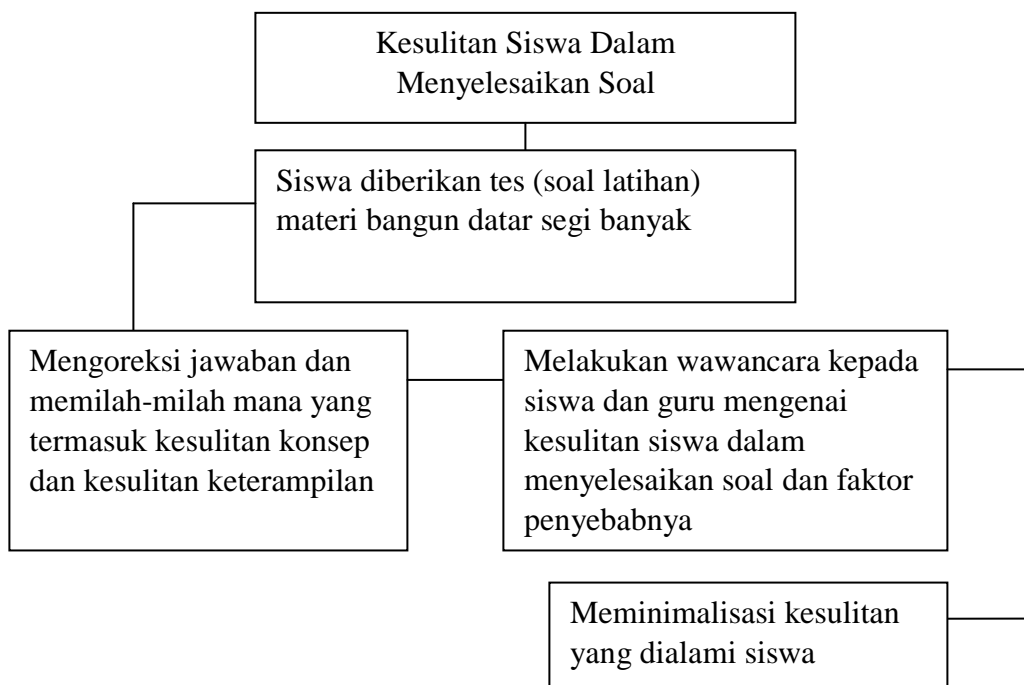 Kesulitan Siswa Dalam
Menyelesaikan Soal
Siswa diberikan tes (soal latihan)
materi bangun datar segi banyak
Mengoreksi jawaban dan
memilah-milah mana yang
termasuk kesulitan konsep
dan kesulitan keterampilan
Melakukan wawancara kepada
siswa dan guru mengenai
kesulitan siswa dalam
menyelesaikan soal dan faktor
penyebabnya
Meminimalisasi kesulitan
yang dialami siswa